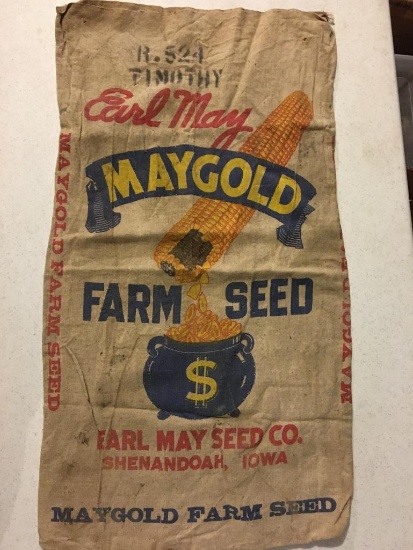 R.524
TIMOTHY
Earl May
MAYGOLD
FARM SEED
$
EARL MAY SEED CO.
SHENANDOAH, IOWA
MAYGOLD FARM SEED
MAYGOLD FARM SEED
MAYGOLD